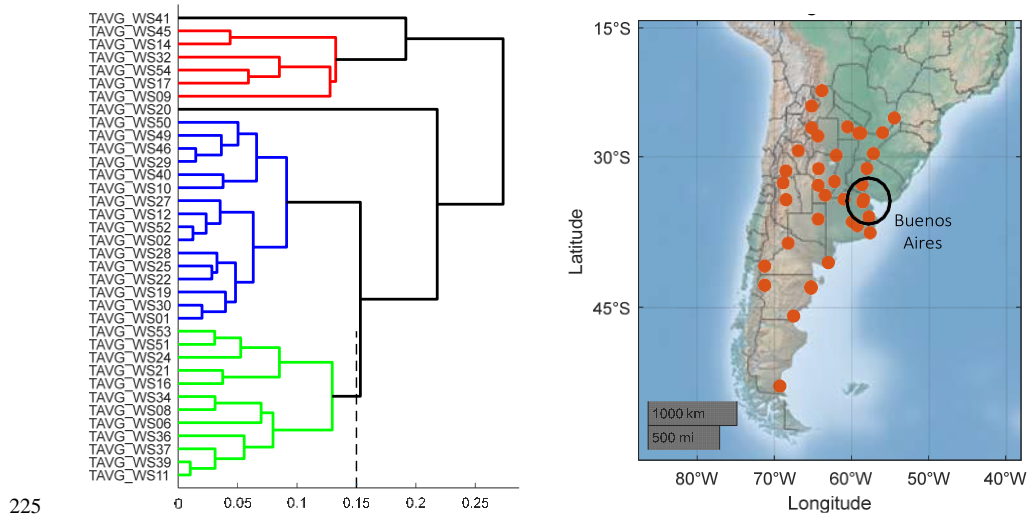 TAVG_WS41
TAVG_WS45
TAVG_WS14
TAVG_WS32
TAVG_WS54
TAVG_WS17
TAVG_WS09
TAVG_WS20
TAVG_WS50
TAVG_WS49
TAVG_WS46
TAVG_WS29
TAVG_WS40
TAVG_WS10
TAVG_WS27
TAVG_WS12
TAVG_WS52
TAVG_WS02
TAVG_WS28
TAVG_WS25
TAVG_WS22
TAVG_WS19
TAVG_WS30
TAVG_WS01
TAVG_WS53
TAVG_WS51
TAVG_WS24
TAVG_WS21
TAVG_WS16
TAVG_WS34
TAVG_WS08
TAVG_WS06
TAVG_WS36
TAVG_WS37
TAVG_WS39
TAVG_WS11
0 0.05 0.1 0.15 0.2 0.25
225
15°S
30°S
45°S
Latitude
Buenos
Aires
1000 km
500 mi
80°W 70°W 60°W 50°W 40°W
Longitude